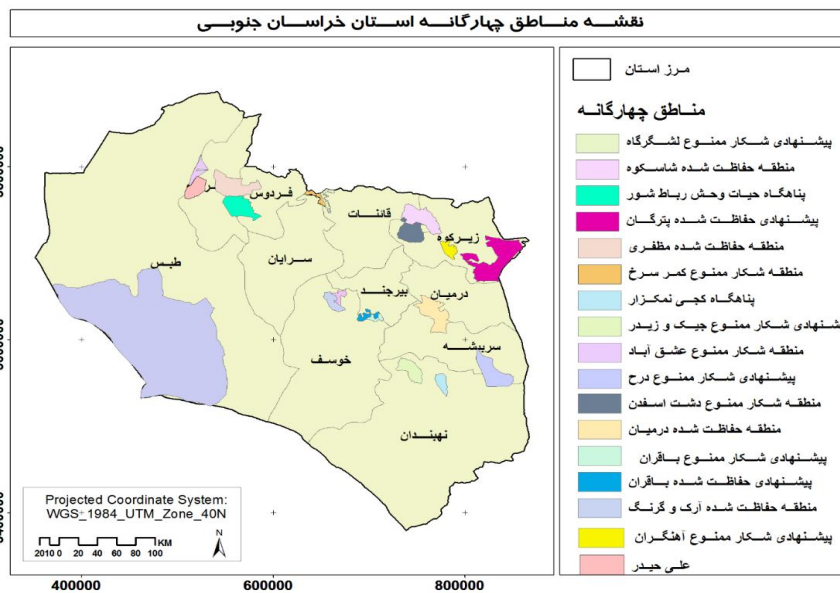 نقشه مناطق چهارگانه استان خراسان جنوبی
مرز استان
مناطق چهارگانه
پیشنهادی شکار ممنوع لشگرگاه
منطقه حفاظت شده شاسکوه
پناهگاه حیات وحش رباط شور
پیشنهادی حفاظت شده پترگان
منطقه حفاظت شده مظفری
منطقه شکار ممنوع کمر سرخ
پناهگاه کجی نمکزار
شنهادی شکار ممنوع چیک و زیدر
منطقه شکار ممنوع عشق آباد
پیشنهادی شکار ممنوع درح
منطقه شکار ممنوع دشت اسفدن
منطقه حفاظت شده درمیان
پیشنهادی شکار ممنوع باقران
پیشنهادی حفاظت شده باقران
منطقه حفاظت شده آرک و گرنگ
پیشنهادی شکار ممنوع آهنگران
علی حیدر
فردوس
قائنات
زیرکوه
طبس
سرایان
بیرجند
درمیان
خوسف
سربیشه
نهبندان
Projected Coordinate System:
WGS_1984_UTM_Zone_40N
N
2010 0 20 40 60 80 100 KM
400000 600000 800000